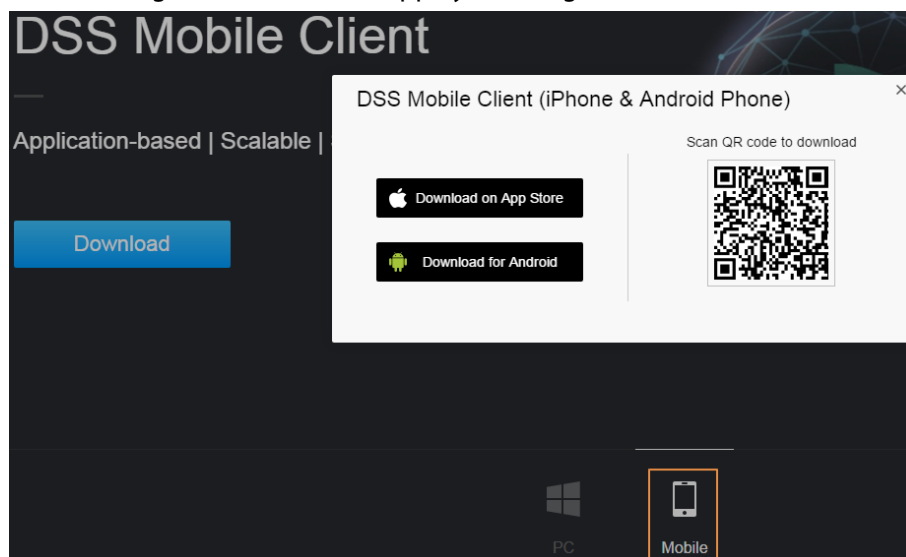 DSS Mobile Client
DSS Mobile Client (iPhone & Android Phone)
×
Application-based | Scalable |
Scan QR code to download
Download on App Store
Download for Android
Download
PC
Mobile